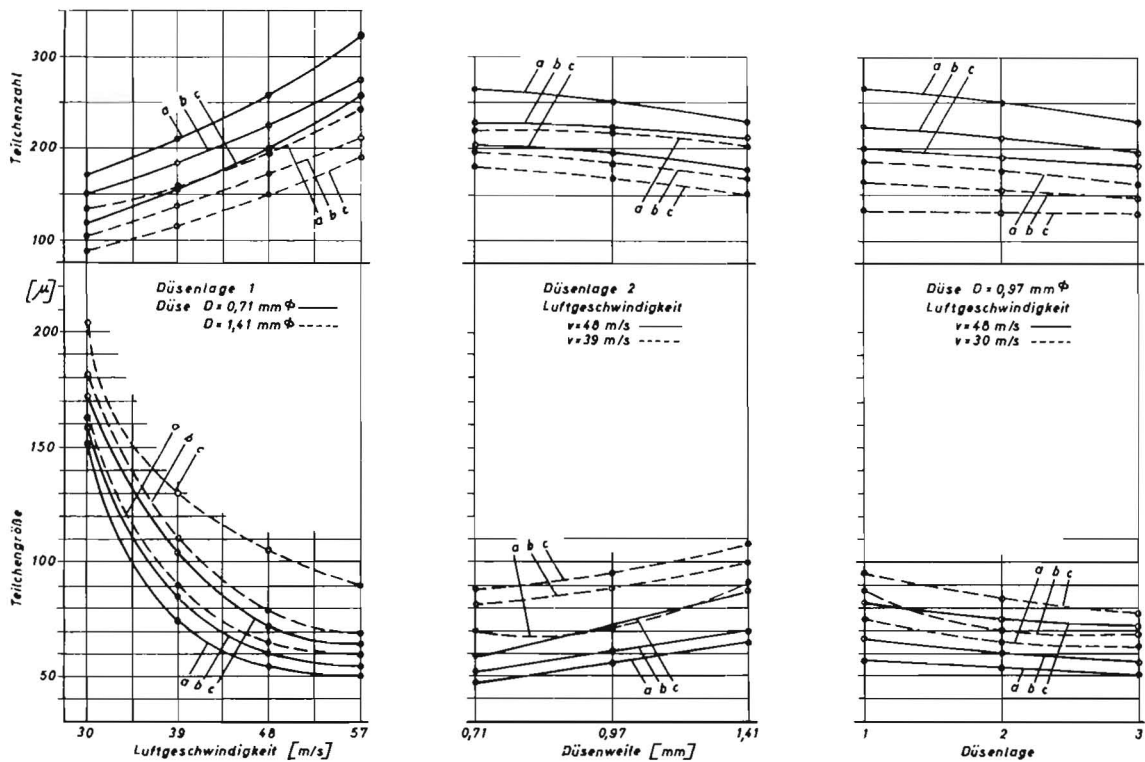 Teilchenzahl
300
200
100
a b c
a b c
[μ]
Düsenlage 1
Düse D = 0,71 mm Φ
D = 1,41 mm Φ
200
150
100
50
Teilchengröße
a b c
a b c
30 39 48 57
Luftgeschwindigkeit [m/s]
a b c
a b c
Düsenlage 2
Luftgeschwindigkeit
v = 48 m/s
v = 39 m/s
a b c
a b c
0,71 0,97 1,41
Düsenweile [mm]
a b c
a b c
Düse D = 0,97 mm Φ
Luftgeschwindigkeit
v = 48 m/s
v = 30 m/s
a b c
a b c
1 2 3
Düsenlage